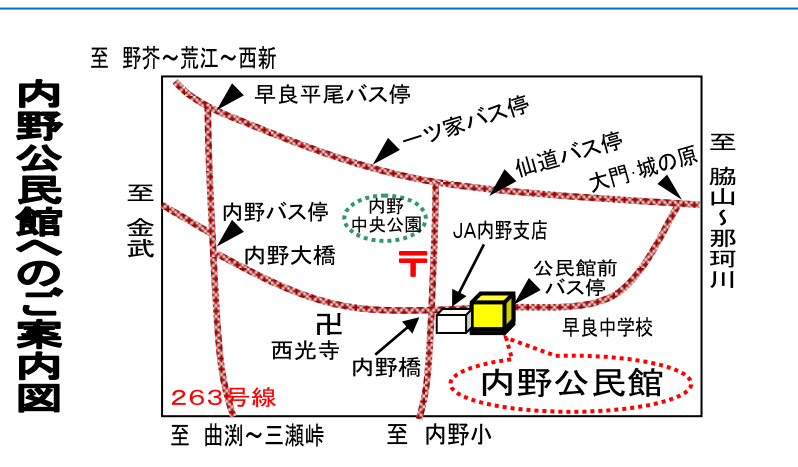 内野公民館へのご案内図
至 野芥～荒江～西新
早良平尾バス停
一ツ家バス停
仙道バス停
大門・城の原
至 脇山～那珂川
至 金武
内野バス停
内野大橋
内野
中央公園
JA内野支店
〒
公民館前
バス停
早良中学校
卍
西光寺
内野橋
内野公民館
263号線
至 曲渕～三瀬峠
至 内野小